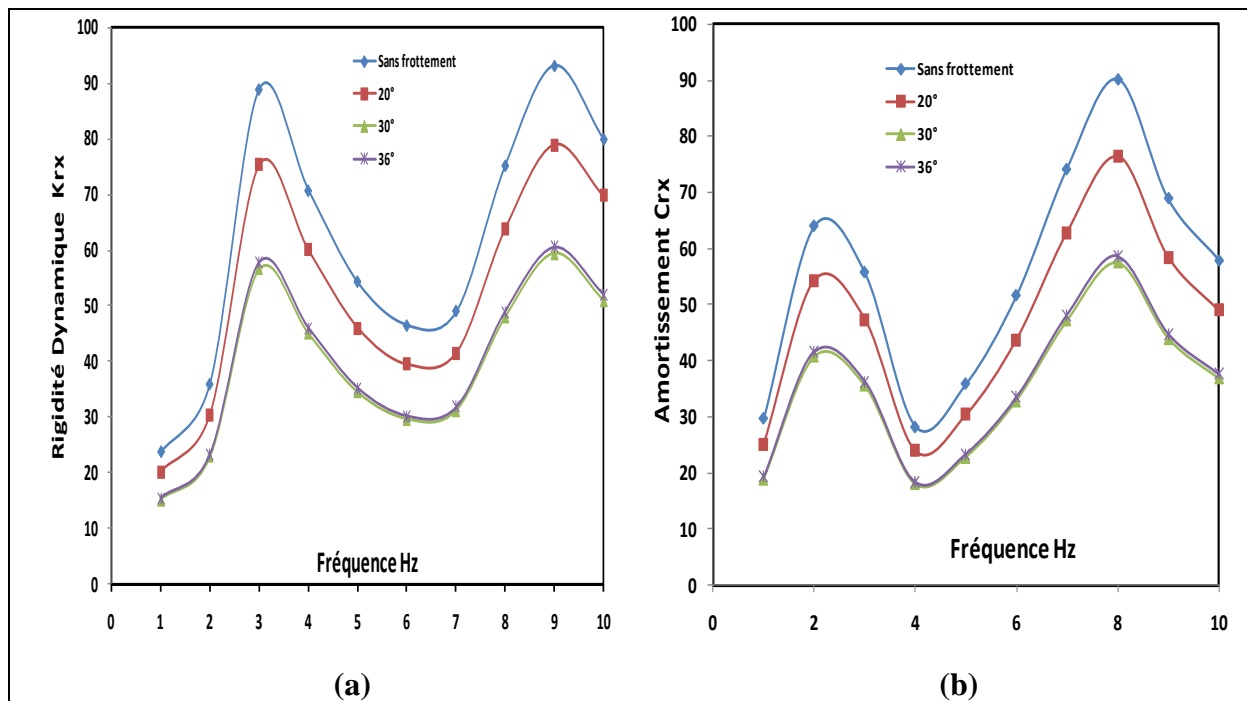 100
90
80
70
60
50
40
30
20
10
0
Rigidité Dynamique Krx
Sans frottement
20°
30°
36°
Fréquence Hz
0 1 2 3 4 5 6 7 8 9 10
(a)
100
90
80
70
60
50
40
30
20
10
0
Amortissement Crx
Sans frottement
20°
30°
36°
Fréquence Hz
0 2 4 6 8 10
(b)